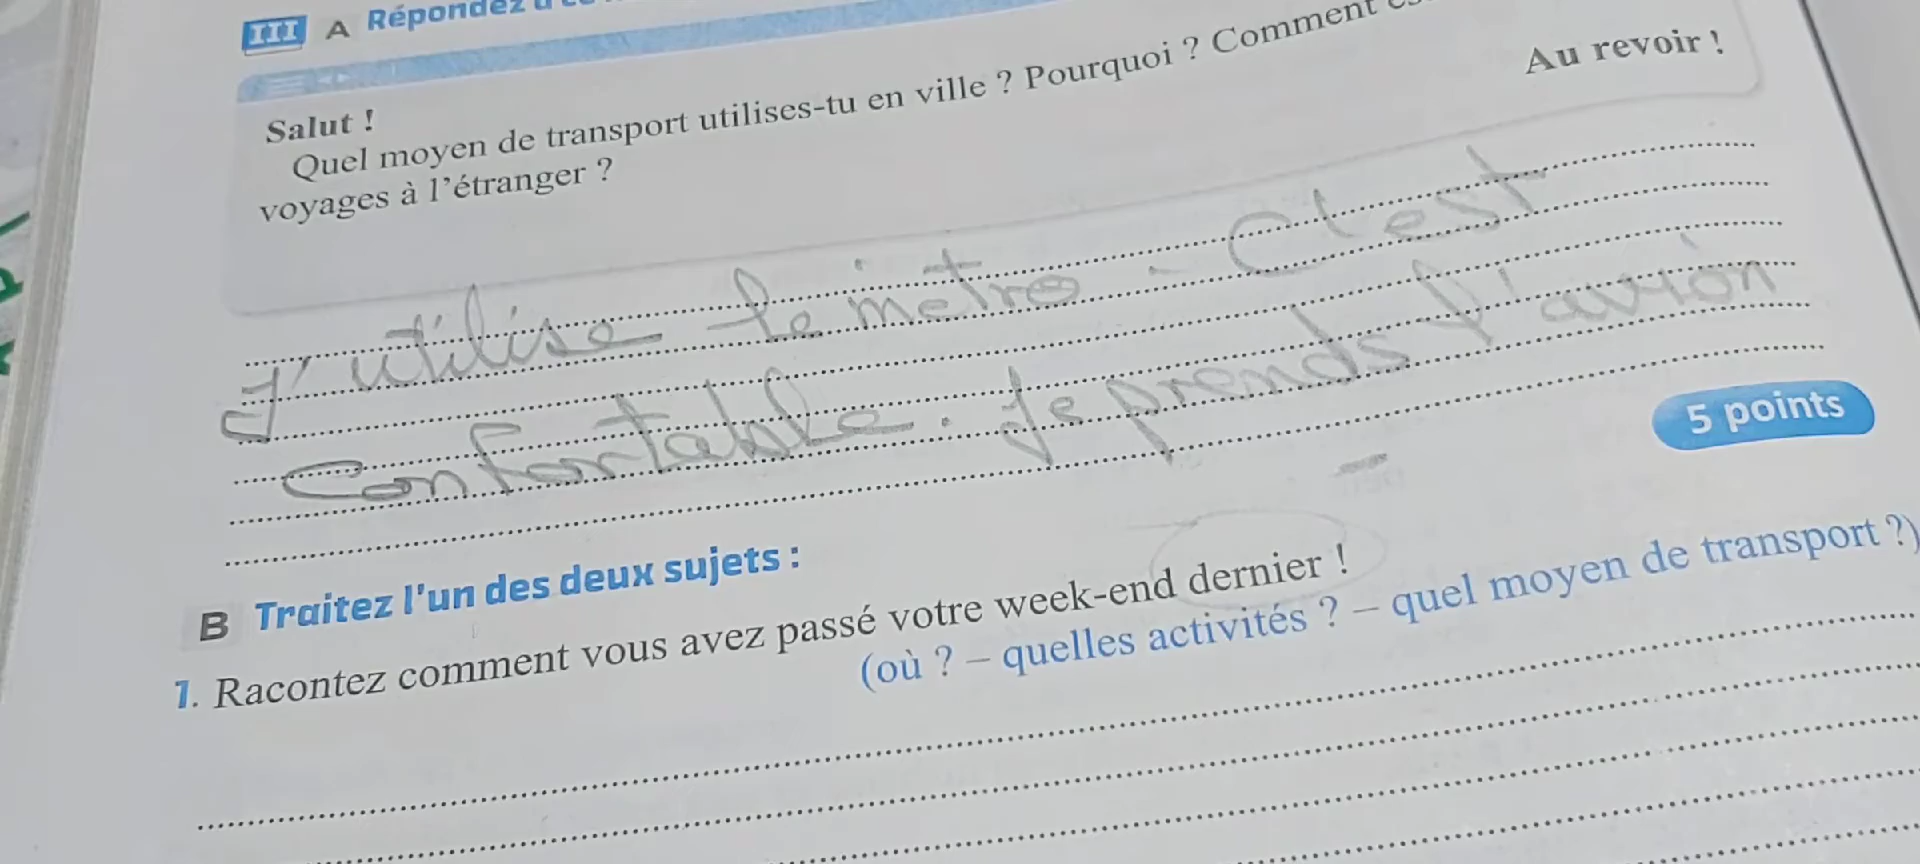 III A Répondez
Salut !
Quel moyen de transport utilises-tu en ville ? Pourquoi ? Comment
voyages à l'étranger ?
Au revoir !
J'utilise le métro. C'est
confortable. Je prends l'avion
5 points
B Traitez l'un des deux sujets :
1. Racontez comment vous avez passé votre week-end dernier !
(où ? – quelles activités ? – quel moyen de transport ?)